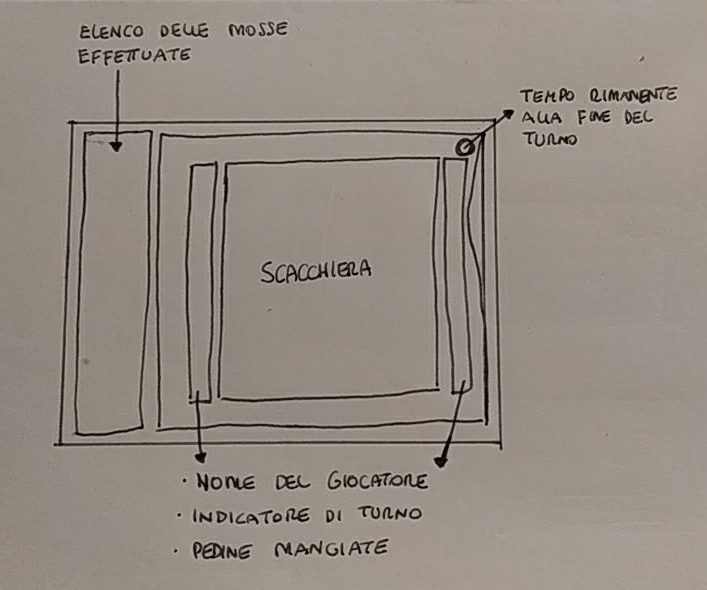 ELENCO DELLE MOSSE
EFFETTUATE
TEMPO RIMANENTE
ALLA FINE DEL
TURNO
SCACCHIERA
· NOME DEL GIOCATORE
· INDICATORE DI TURNO
· PEDINE MANGIATE